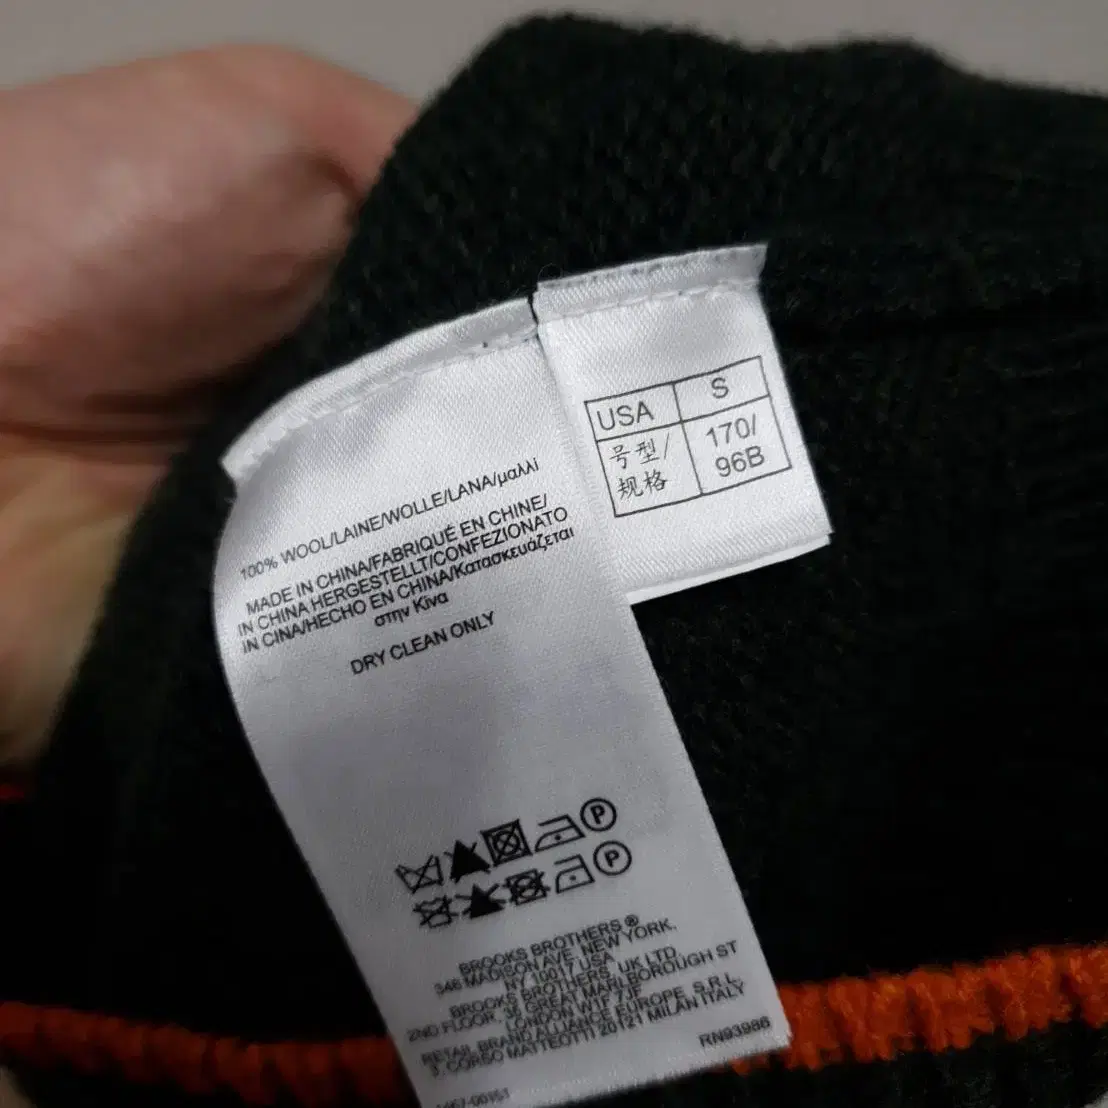 100% WOOL/LAINE/WOLLE/LANA/μαλλί
MADE IN CHINA/FABRIQUÉ EN CHINE/
IN CHINA HERGESTELLT/CONFEZIONATO
IN CINA/HECHO EN CHINA/Κατασκευάζεται
στην Κίνα
DRY CLEAN ONLY
P
P
BROOKS BROTHERS ®
346 MADISON AVE, NEW YORK,
NY 10017 USA
BROOKS BROTHERS, UK LTD
2ND FLOOR, 36 GREAT MARLBOROUGH ST
LONDON W1F 7JF
RETAIL BRAND ALLIANCE EUROPE, S.R.L.
3, CORSO MATTEOTTI 20121 MILAN ITALY
RN93986
USA S
号型/ 170/
规格 96B